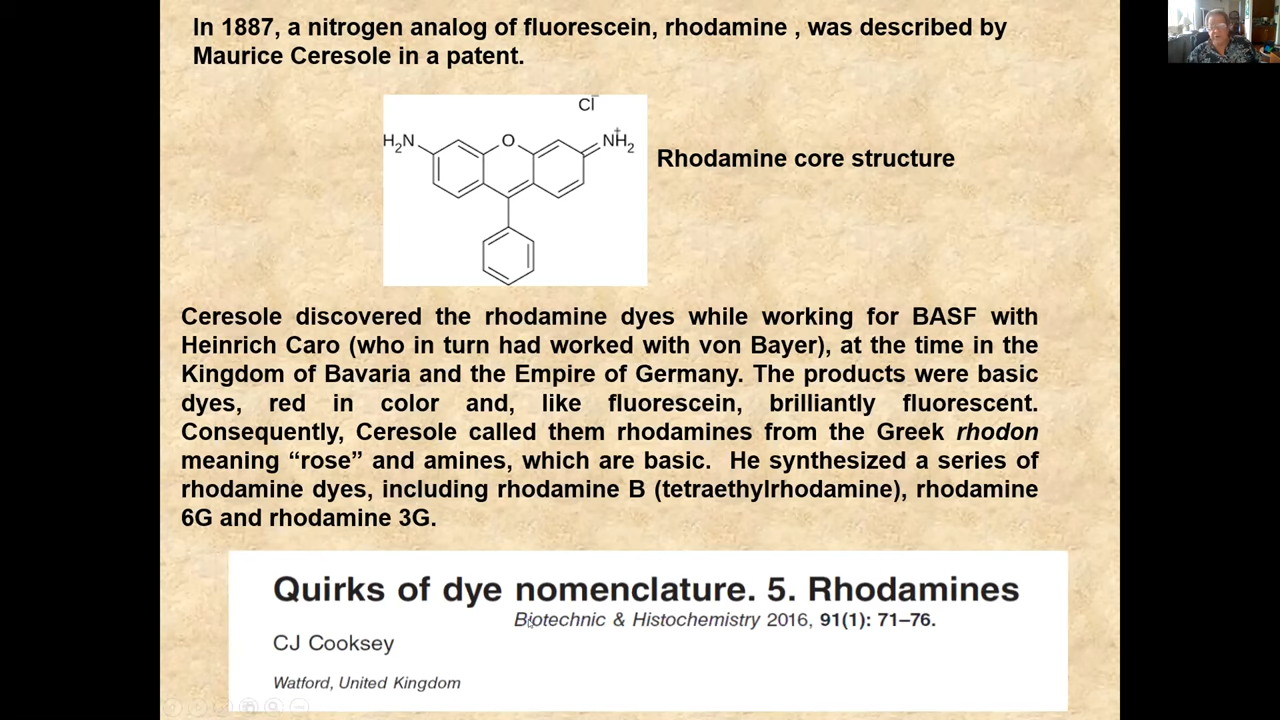 In 1887, a nitrogen analog of fluorescein, rhodamine , was described by
Maurice Ceresole in a patent.
Cl⁻
H₂N
O
NH₂⁺
Rhodamine core structure
Ceresole discovered the rhodamine dyes while working for BASF with
Heinrich Caro (who in turn had worked with von Bayer), at the time in the
Kingdom of Bavaria and the Empire of Germany. The products were basic
dyes, red in color and, like fluorescein, brilliantly fluorescent.
Consequently, Ceresole called them rhodamines from the Greek rhodon
meaning “rose” and amines, which are basic. He synthesized a series of
rhodamine dyes, including rhodamine B (tetraethylrhodamine), rhodamine
6G and rhodamine 3G.
Quirks of dye nomenclature. 5. Rhodamines
Biotechnic & Histochemistry 2016, 91(1): 71–76.
CJ Cooksey
Watford, United Kingdom